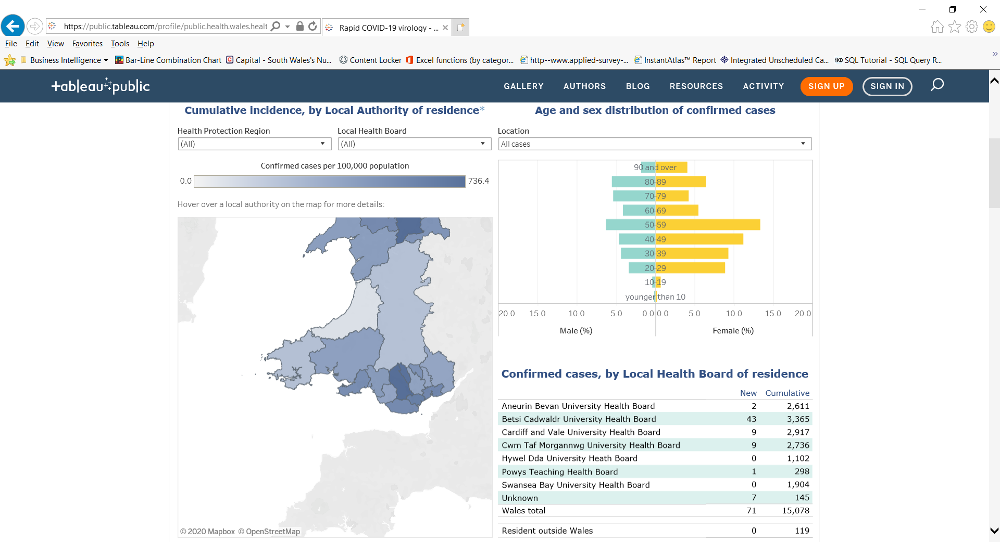 https://public.tableau.com/profile/public.health.wales.healt
Rapid COVID-19 virology - ...
File Edit View Favorites Tools Help
Business Intelligence Bar-Line Combination Chart Capital - South Wales's Nu... Content Locker Excel functions (by categor... http--www.applied-survey-... InstantAtlas™ Report Integrated Unscheduled Ca... 1KD SQL Tutorial - SQL Query R...
+ableau public GALLERY AUTHORS BLOG RESOURCES ACTIVITY SIGN UP SIGN IN
Cumulative incidence, by Local Authority of residence*
Health Protection Region Local Health Board
(All) (All)
Confirmed cases per 100,000 population
0.0 736.4
Hover over a local authority on the map for more details:
© 2020 Mapbox © OpenStreetMap
Age and sex distribution of confirmed cases
Location
All cases
90 and over
80-89
70-79
60-69
50-59
40-49
30-39
20-29
10-19
younger than 10
20.0 15.0 10.0 5.0 0.0 0.0 5.0 10.0 15.0 20.0
Male (%) Female (%)
Confirmed cases, by Local Health Board of residence
New Cumulative
Aneurin Bevan University Health Board 2 2,611
Betsi Cadwaldr University Health Board 43 3,365
Cardiff and Vale University Health Board 9 2,917
Cwm Taf Morgannwg University Health Board 9 2,736
Hywel Dda University Heath Board 0 1,102
Powys Teaching Health Board 1 298
Swansea Bay University Health Board 0 1,904
Unknown 7 145
Wales total 71 15,078
Resident outside Wales 0 119